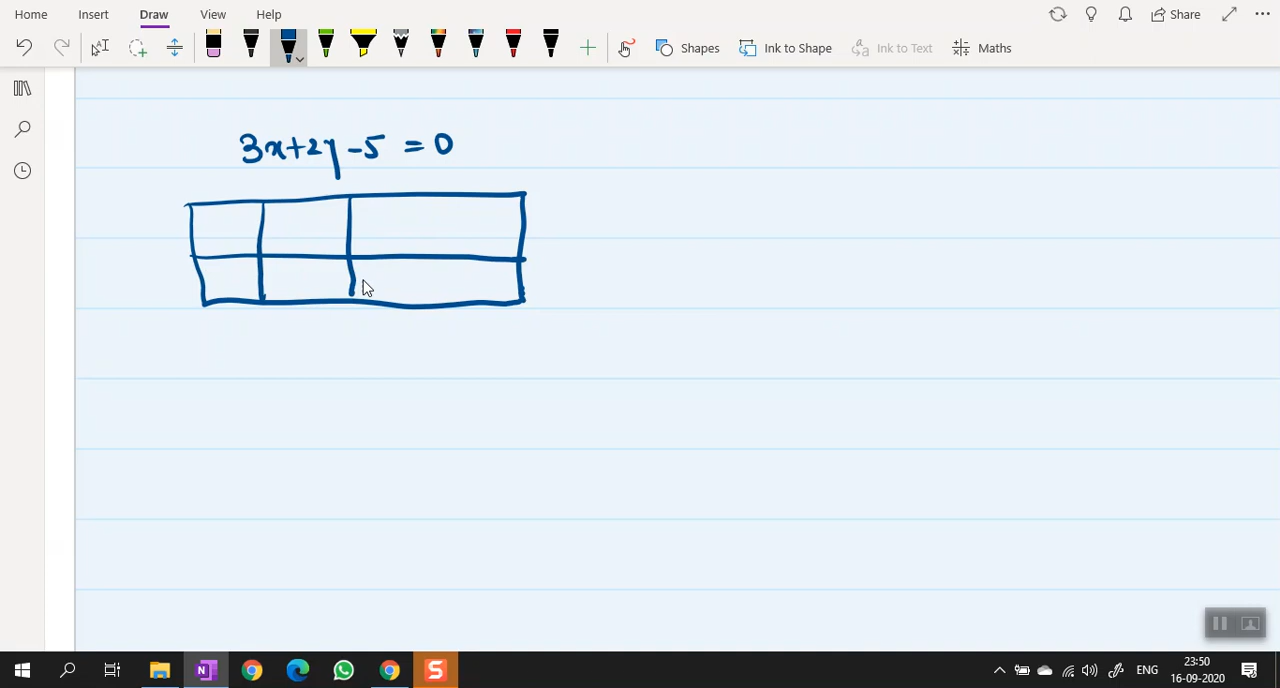 Home Insert Draw View Help Share
Shapes Ink to Shape Ink to Text Maths
3x+2y-5 = 0
N S ENG 23:50
16-09-2020